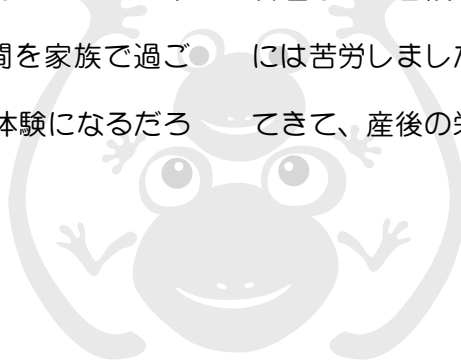 間を家族で過ご
体験になるだろ
には苦労しました
てきて、産後の